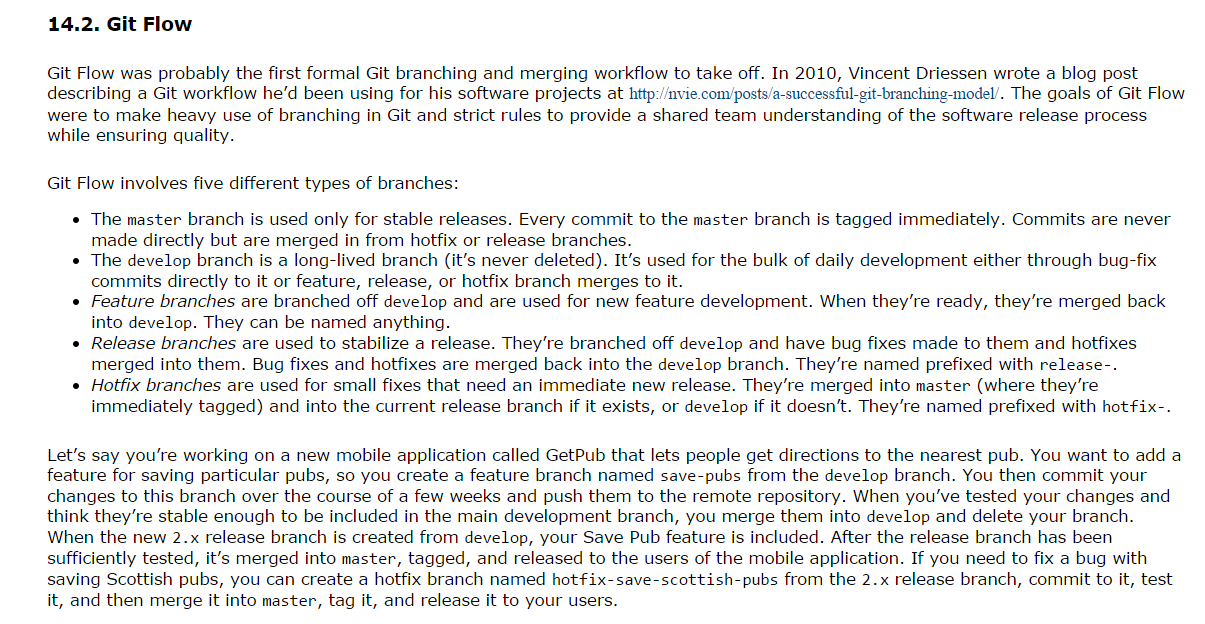 14.2. Git Flow
Git Flow was probably the first formal Git branching and merging workflow to take off. In 2010, Vincent Driessen wrote a blog post
describing a Git workflow he’d been using for his software projects at http://nvie.com/posts/a-successful-git-branching-model/. The goals of Git Flow
were to make heavy use of branching in Git and strict rules to provide a shared team understanding of the software release process
while ensuring quality.
Git Flow involves five different types of branches:
• The master branch is used only for stable releases. Every commit to the master branch is tagged immediately. Commits are never
made directly but are merged in from hotfix or release branches.
• The develop branch is a long-lived branch (it’s never deleted). It’s used for the bulk of daily development either through bug-fix
commits directly to it or feature, release, or hotfix branch merges to it.
• Feature branches are branched off develop and are used for new feature development. When they’re ready, they’re merged back
into develop. They can be named anything.
• Release branches are used to stabilize a release. They’re branched off develop and have bug fixes made to them and hotfixes
merged into them. Bug fixes and hotfixes are merged back into the develop branch. They’re named prefixed with release-.
• Hotfix branches are used for small fixes that need an immediate new release. They’re merged into master (where they’re
immediately tagged) and into the current release branch if it exists, or develop if it doesn’t. They’re named prefixed with hotfix-.
Let’s say you’re working on a new mobile application called GetPub that lets people get directions to the nearest pub. You want to add a
feature for saving particular pubs, so you create a feature branch named save-pubs from the develop branch. You then commit your
changes to this branch over the course of a few weeks and push them to the remote repository. When you’ve tested your changes and
think they’re stable enough to be included in the main development branch, you merge them into develop and delete your branch.
When the new 2.x release branch is created from develop, your Save Pub feature is included. After the release branch has been
sufficiently tested, it’s merged into master, tagged, and released to the users of the mobile application. If you need to fix a bug with
saving Scottish pubs, you can create a hotfix branch named hotfix-save-scottish-pubs from the 2.x release branch, commit to it, test
it, and then merge it into master, tag it, and release it to your users.